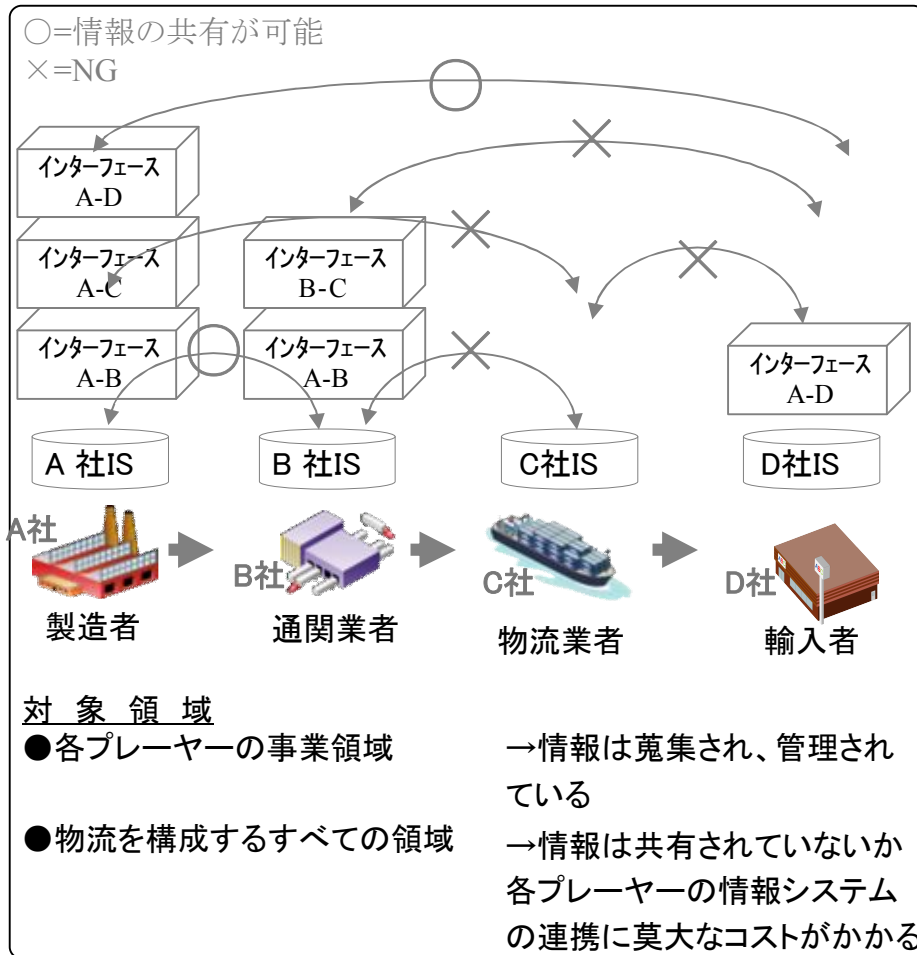 ○=情報の共有が可能
×=NG
インターフェース
A-D
インターフェース
A-C
インターフェース
B-C
インターフェース
A-B
インターフェース
A-B
インターフェース
A-D
A 社IS
B 社IS
C社IS
D社IS
A社
B社
C社
D社
製造者
通関業者
物流業者
輸入者
対 象 領 域
●各プレーヤーの事業領域
→情報は蒐集され、管理され
ている
●物流を構成するすべての領域
→情報は共有されていないか
各プレーヤーの情報システム
の連携に莫大なコストがかかる